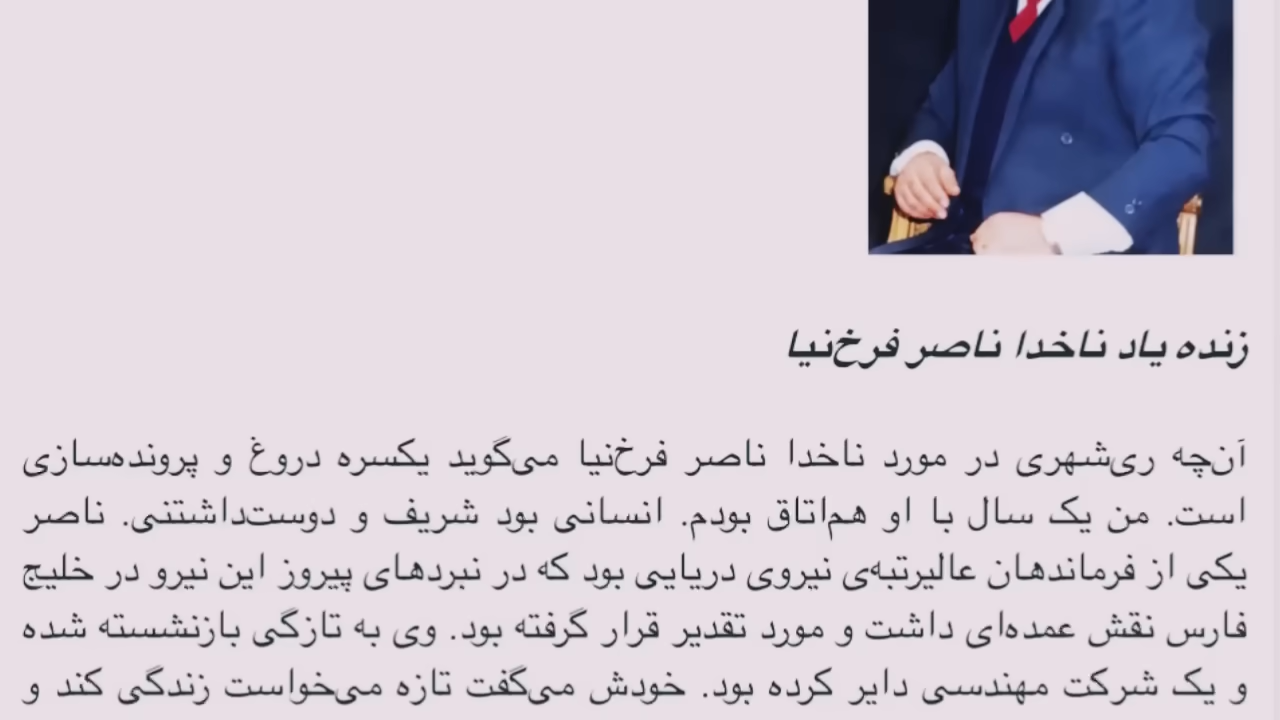 زنده یاد ناخدا ناصر فرخ‌نیا
آن‌چه ری‌شهری در مورد ناخدا ناصر فرخ‌نیا می‌گوید یکسره دروغ و پرونده‌سازی
است. من یک سال با او هم‌اتاق بودم. انسانی بود شریف و دوست‌داشتنی. ناصر
یکی از فرماندهان عالیرتبه‌ی نیروی دریایی بود که در نبردهای پیروز این نیرو در خلیج
فارس نقش عمده‌ای داشت و مورد تقدیر قرار گرفته بود. وی به تازگی بازنشسته شده
و یک شرکت مهندسی دایر کرده بود. خودش می‌گفت تازه می‌خواست زندگی کند و